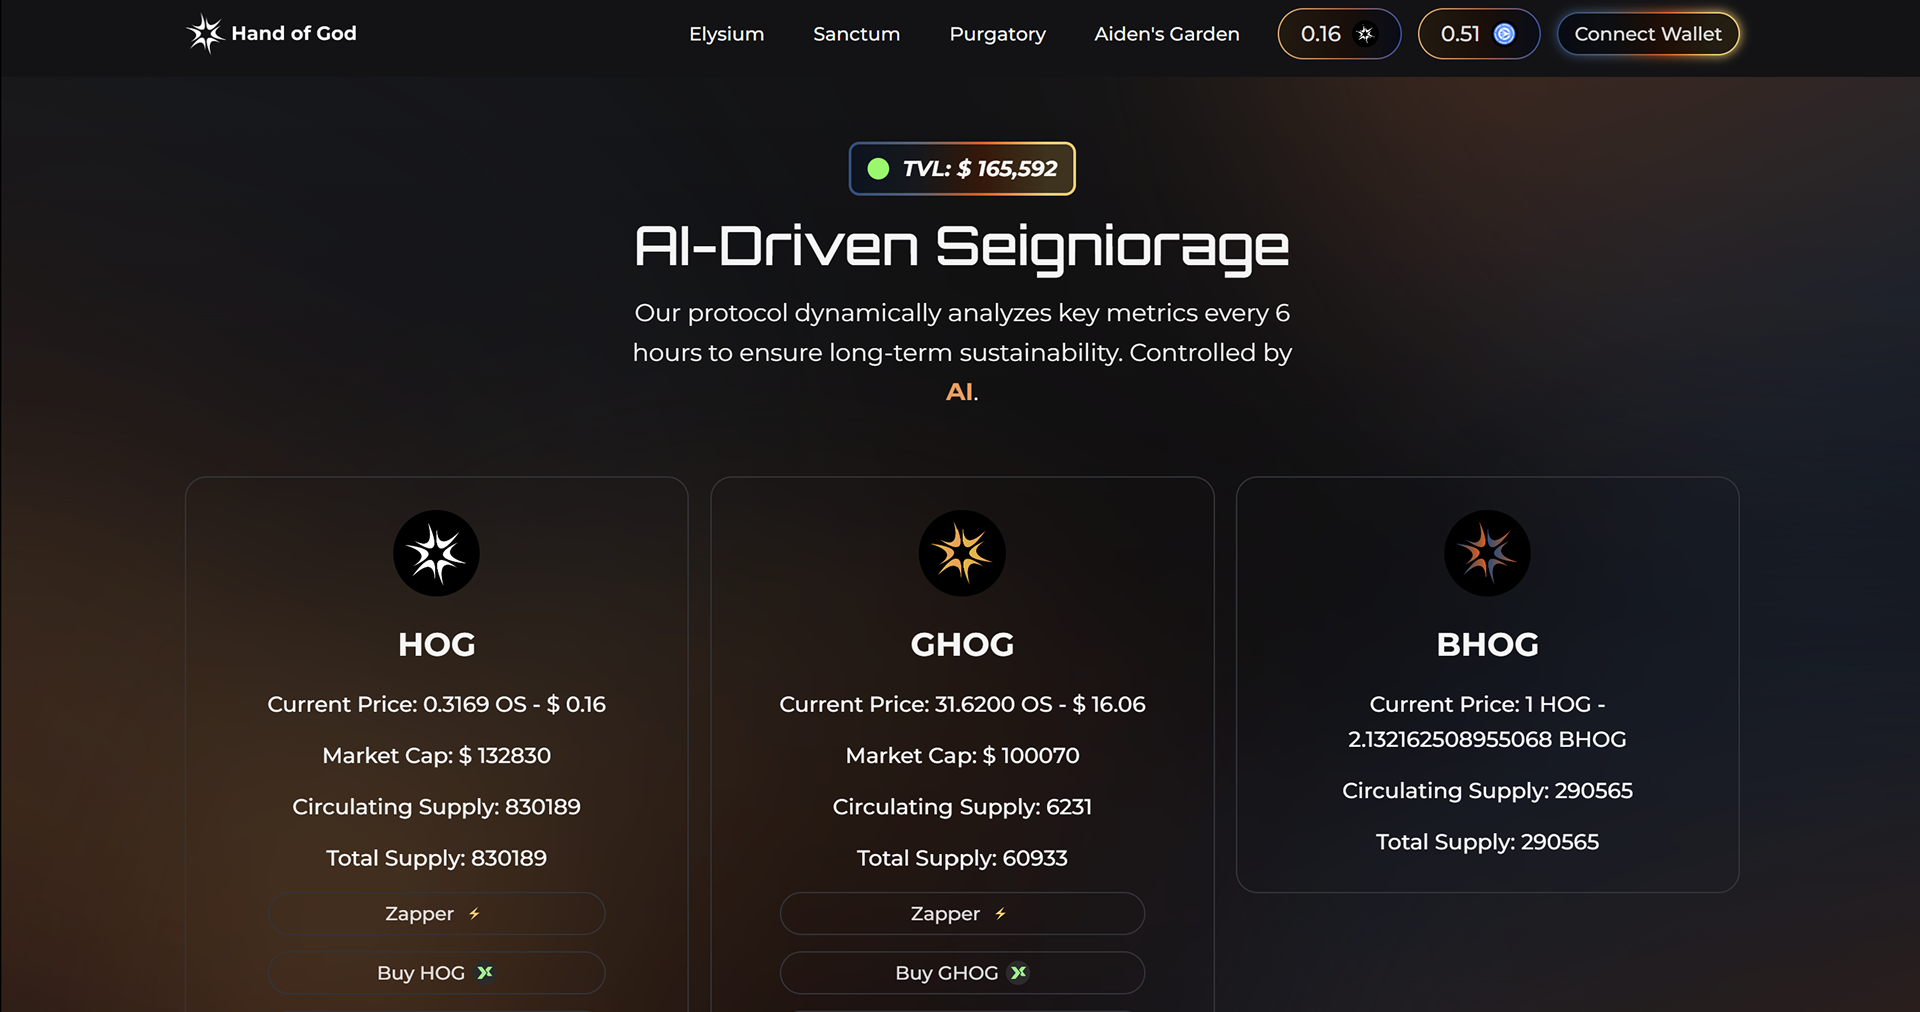 Hand of God
Elysium
Sanctum
Purgatory
Aiden's Garden
0.16
0.51
Connect Wallet
TVL: $ 165,592
AI-Driven Seigniorage
Our protocol dynamically analyzes key metrics every 6
hours to ensure long-term sustainability. Controlled by
AI.
HOG
Current Price: 0.3169 OS - $ 0.16
Market Cap: $ 132830
Circulating Supply: 830189
Total Supply: 830189
Zapper
Buy HOG
GHOG
Current Price: 31.6200 OS - $ 16.06
Market Cap: $ 100070
Circulating Supply: 6231
Total Supply: 60933
Zapper
Buy GHOG
BHOG
Current Price: 1 HOG -
2.132162508955068 BHOG
Circulating Supply: 290565
Total Supply: 290565